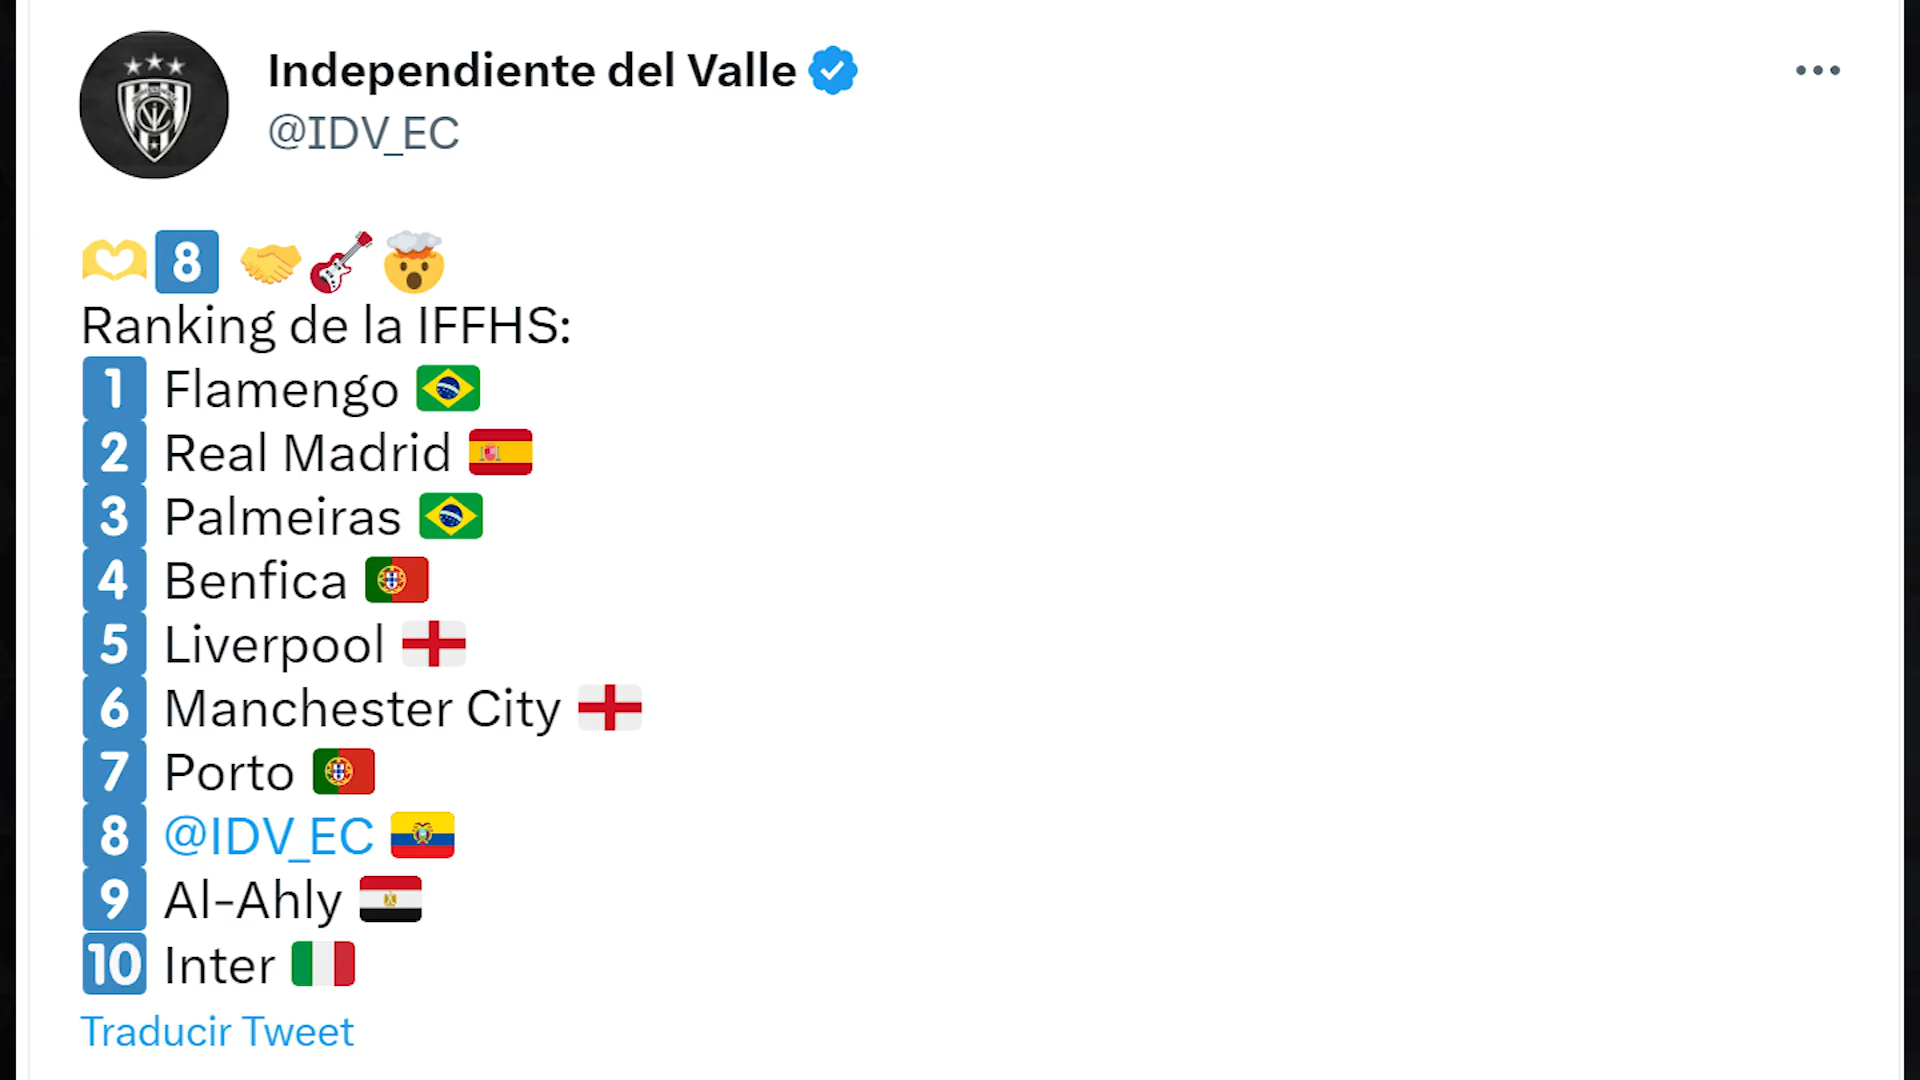 Independiente del Valle
@IDV_EC
🫶8️⃣ 🤝🎸🤯
Ranking de la IFFHS:
1 Flamengo 🇧🇷
2 Real Madrid 🇪🇸
3 Palmeiras 🇧🇷
4 Benfica 🇵🇹
5 Liverpool 🏴󠁧󠁢󠁥󠁮󠁧󠁿
6 Manchester City 🏴󠁧󠁢󠁥󠁮󠁧󠁿
7 Porto 🇵🇹
8 @IDV_EC 🇪🇨
9 Al-Ahly 🇪🇬
10 Inter 🇮🇹
Traducir Tweet